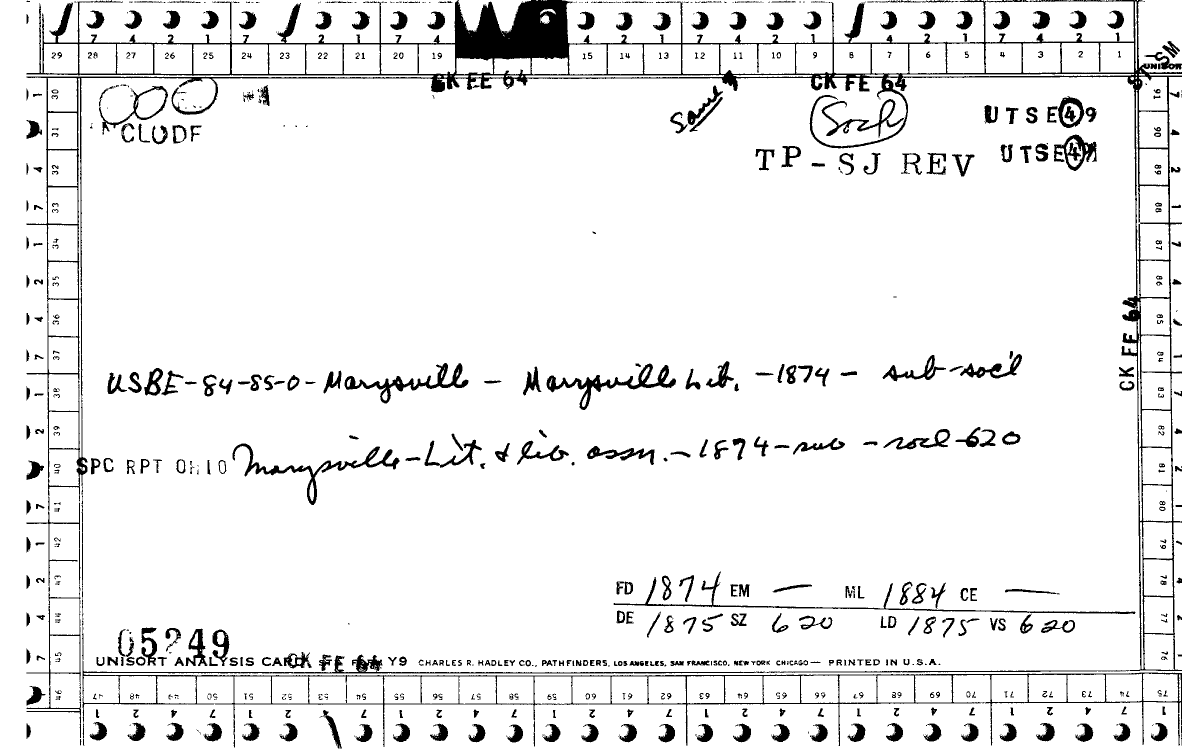 7 4 2 1 7 4 2 1 7 4 4 2 1 7 4 2 1 7 4 2 1 7 4 2 1
29 28 27 26 25 24 23 22 21 20 19 15 14 13 12 11 10 9 8 7 6 5 4 3 2 1 UNISORT
CK EE 64 CK FE 64 ST SM
Same Soch UTSE 49
CLODF UTSE 49
TP-SJ REV
30 31 32 33 34 35 36 37 38 39 40 41 42 43 44 45 46
91 90 89 88 87 86 85 84 83 82 81 80 79 78 77 76 75
CK FE 64
USBE-84-85-0-Marysville - Marysville Lib. -1874 - sub-soc'l
SPC RPT OHIO Marysville-Lit. & lib. assn.-1874-sub -socl-620
FD 1874 EM — ML 1884 CE —
DE 1875 SZ 620 LD 1875 VS 620
05249
UNISORT ANALYSIS CARD CK FE 64 Y9 CHARLES R. HADLEY CO., PATHFINDERS, LOS ANGELES, SAN FRANCISCO, NEW YORK CHICAGO — PRINTED IN U.S.A.
47 48 49 50 51 52 53 54 55 56 57 58 59 60 61 62 63 64 65 66 67 68 69 70 71 72 73 74 75
1 2 4 7 1 2 4 7 1 2 4 7 1 2 4 7 1 2 4 7 1 2 4 7 1 2 4 7 1